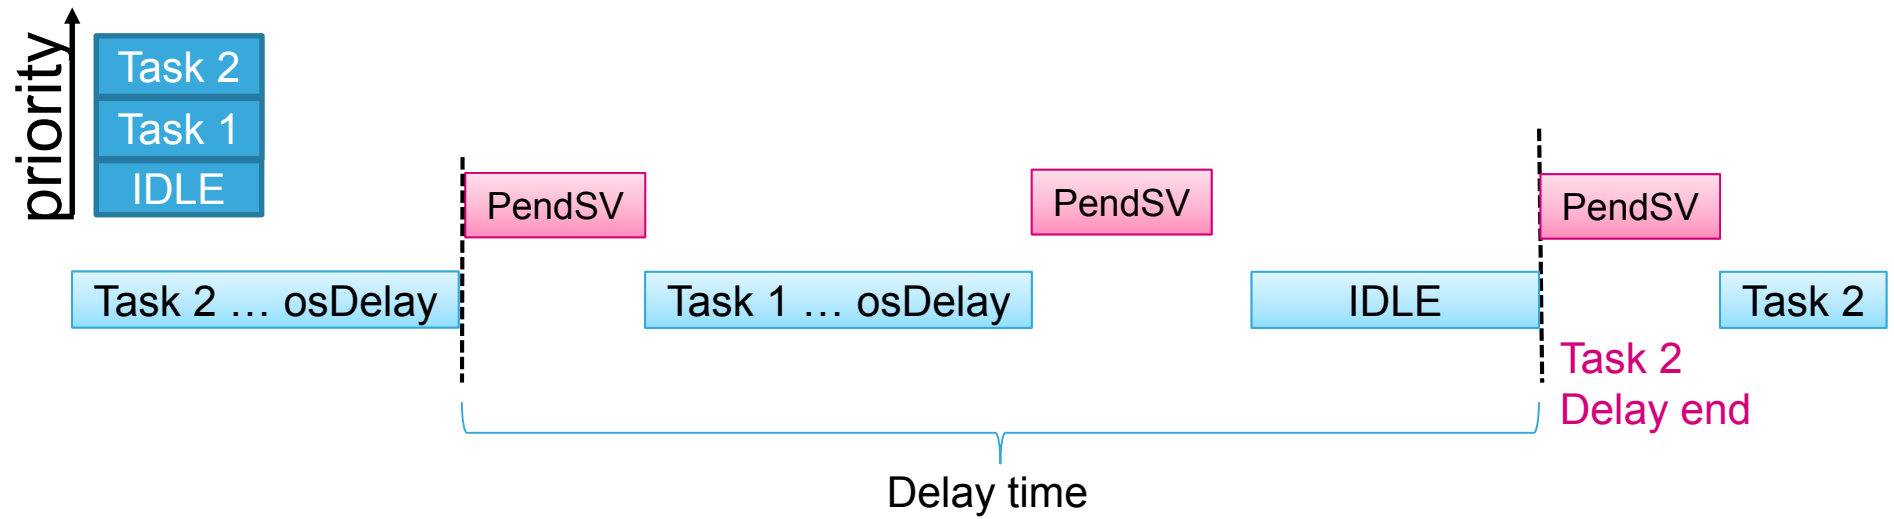 priority
Task 2
Task 1
IDLE
PendSV
PendSV
PendSV
Task 2 … osDelay
Task 1 … osDelay
IDLE
Task 2
Task 2
Delay end
Delay time